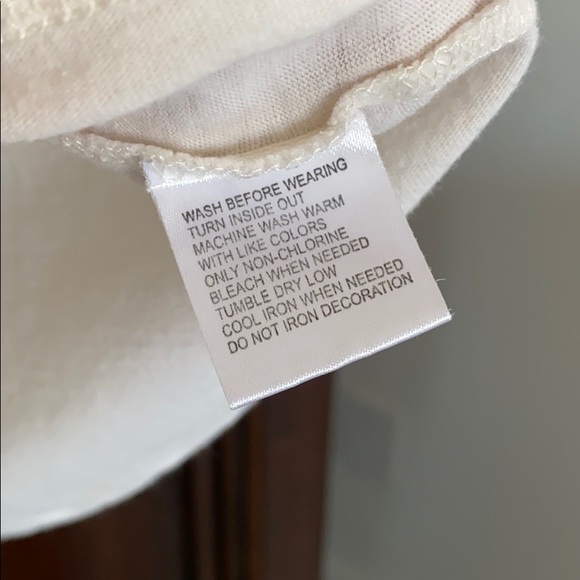 WASH BEFORE WEARING
TURN INSIDE OUT
MACHINE WASH WARM
WITH LIKE COLORS
ONLY NON-CHLORINE
BLEACH WHEN NEEDED
TUMBLE DRY LOW
COOL IRON WHEN NEEDED
DO NOT IRON DECORATION